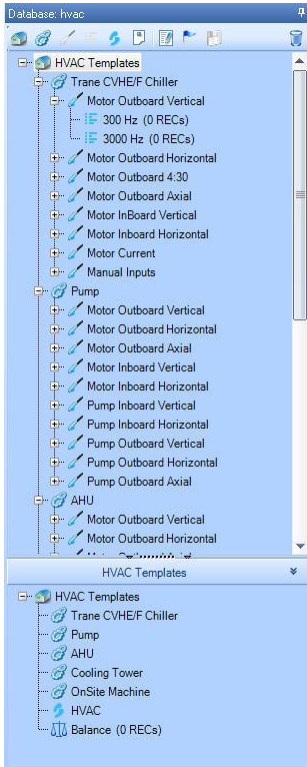 Database: hvac
HVAC Templates
Trane CVHE/F Chiller
Motor Outboard Vertical
300 Hz (0 RECs)
3000 Hz (0 RECs)
Motor Outboard Horizontal
Motor Outboard 4:30
Motor Outboard Axial
Motor InBoard Vertical
Motor Inboard Horizontal
Motor Current
Manual Inputs
Pump
Motor Outboard Vertical
Motor Outboard Horizontal
Motor Outboard Axial
Motor Inboard Vertical
Motor Inboard Horizontal
Pump Inboard Vertical
Pump Inboard Horizontal
Pump Outboard Vertical
Pump Outboard Horizontal
Pump Outboard Axial
AHU
Motor Outboard Vertical
Motor Outboard Horizontal
HVAC Templates
HVAC Templates
Trane CVHE/F Chiller
Pump
AHU
Cooling Tower
OnSite Machine
HVAC
Balance (0 RECs)